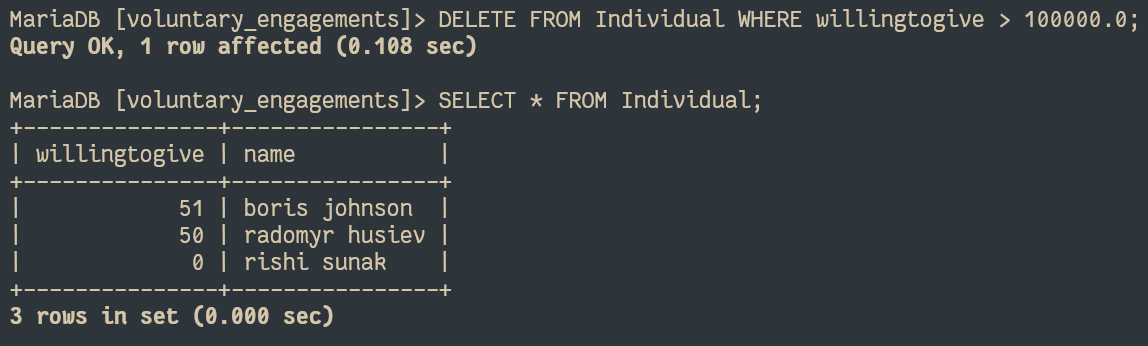 MariaDB [voluntary_engagements]> DELETE FROM Individual WHERE willingtogive > 100000.0;
Query OK, 1 row affected (0.108 sec)

MariaDB [voluntary_engagements]> SELECT * FROM Individual;
+---------------+----------------+
| willingtogive | name           |
+---------------+----------------+
|            51 | boris johnson  |
|            50 | radomyr husiev |
|             0 | rishi sunak    |
+---------------+----------------+
3 rows in set (0.000 sec)